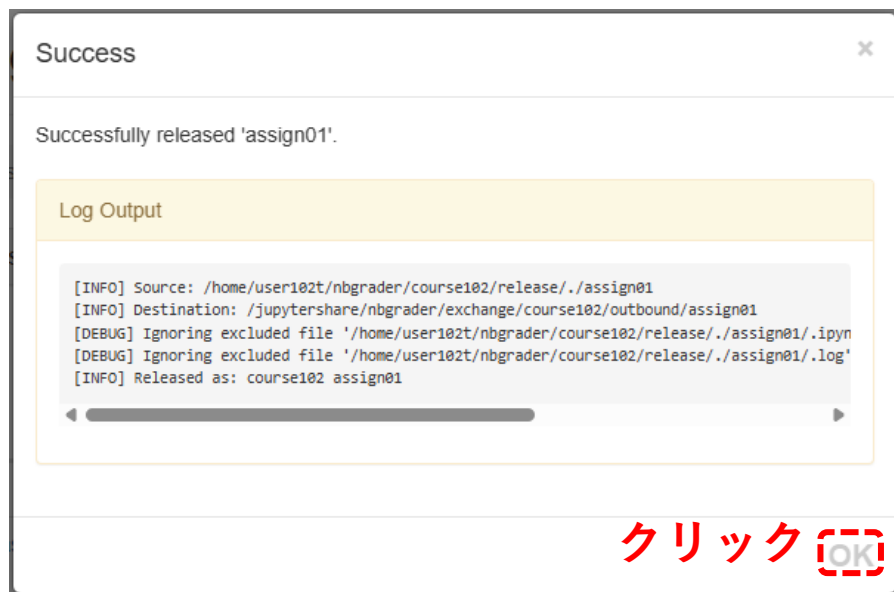 Success
×
Successfully released 'assign01'.
Log Output
[INFO] Source: /home/user102t/nbgrader/course102/release/./assign01
[INFO] Destination: /jupytershare/nbgrader/exchange/course102/outbound/assign01
[DEBUG] Ignoring excluded file '/home/user102t/nbgrader/course102/release/./assign01/.ipyn
[DEBUG] Ignoring excluded file '/home/user102t/nbgrader/course102/release/./assign01/.log'
[INFO] Released as: course102 assign01
クリック OK